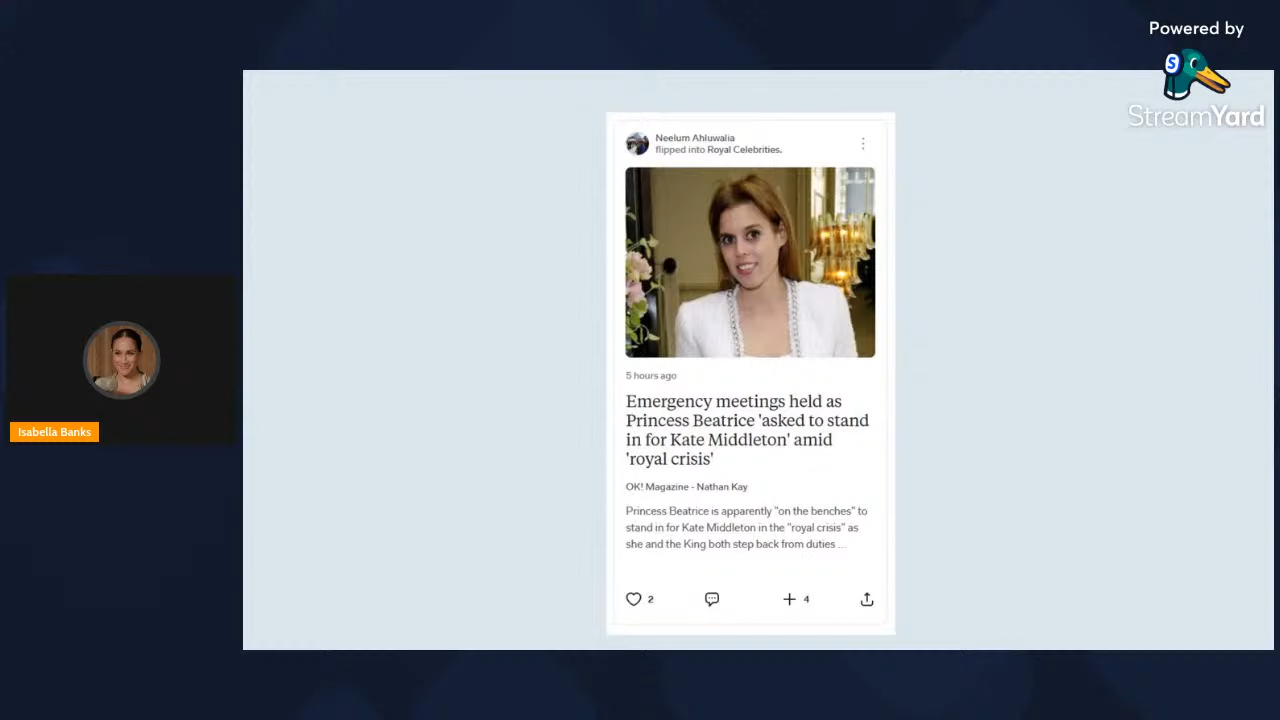 Powered by
StreamYard
Neelum Ahluwalia
flipped into Royal Celebrities.
5 hours ago
Emergency meetings held as
Princess Beatrice 'asked to stand
in for Kate Middleton' amid
'royal crisis'
OK! Magazine - Nathan Kay
Princess Beatrice is apparently "on the benches" to
stand in for Kate Middleton in the "royal crisis" as
she and the King both step back from duties ...
2
4
Isabella Banks